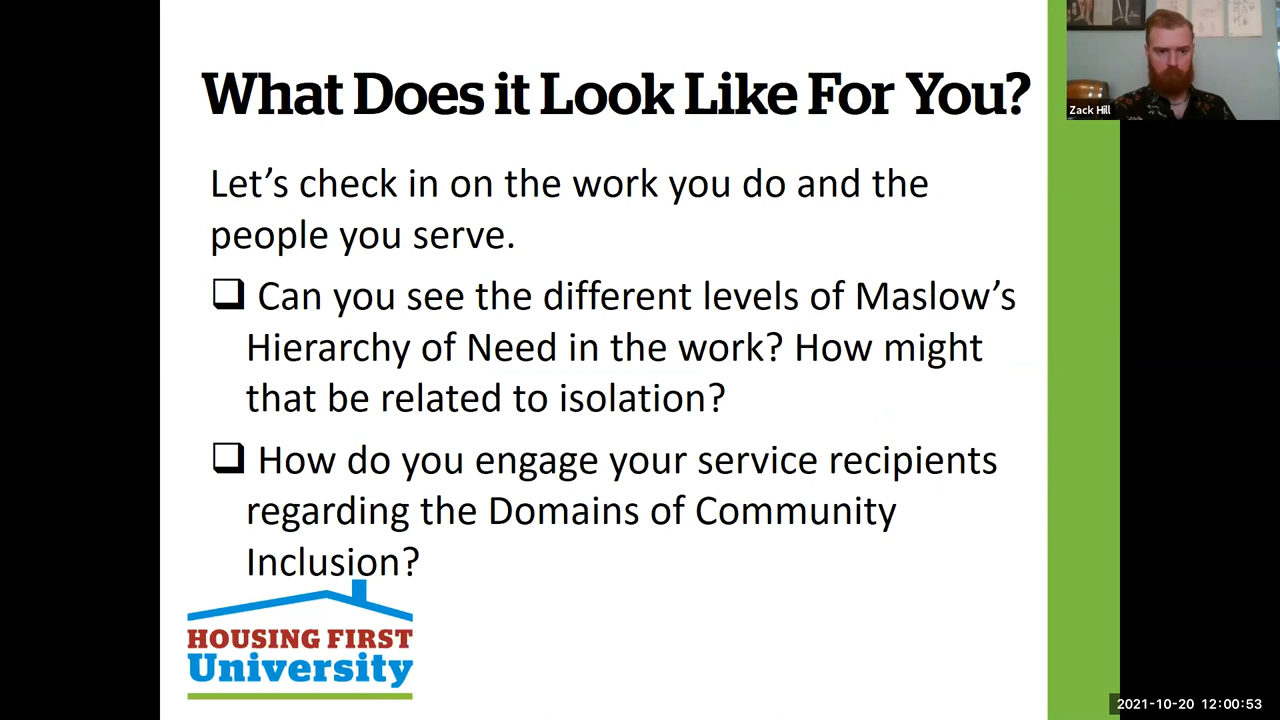 What Does it Look Like For You?
Zack Hill
Let’s check in on the work you do and the
people you serve.
❑ Can you see the different levels of Maslow’s
Hierarchy of Need in the work? How might
that be related to isolation?
❑ How do you engage your service recipients
regarding the Domains of Community
Inclusion?
HOUSING FIRST
University
2021-10-20 12:00:53